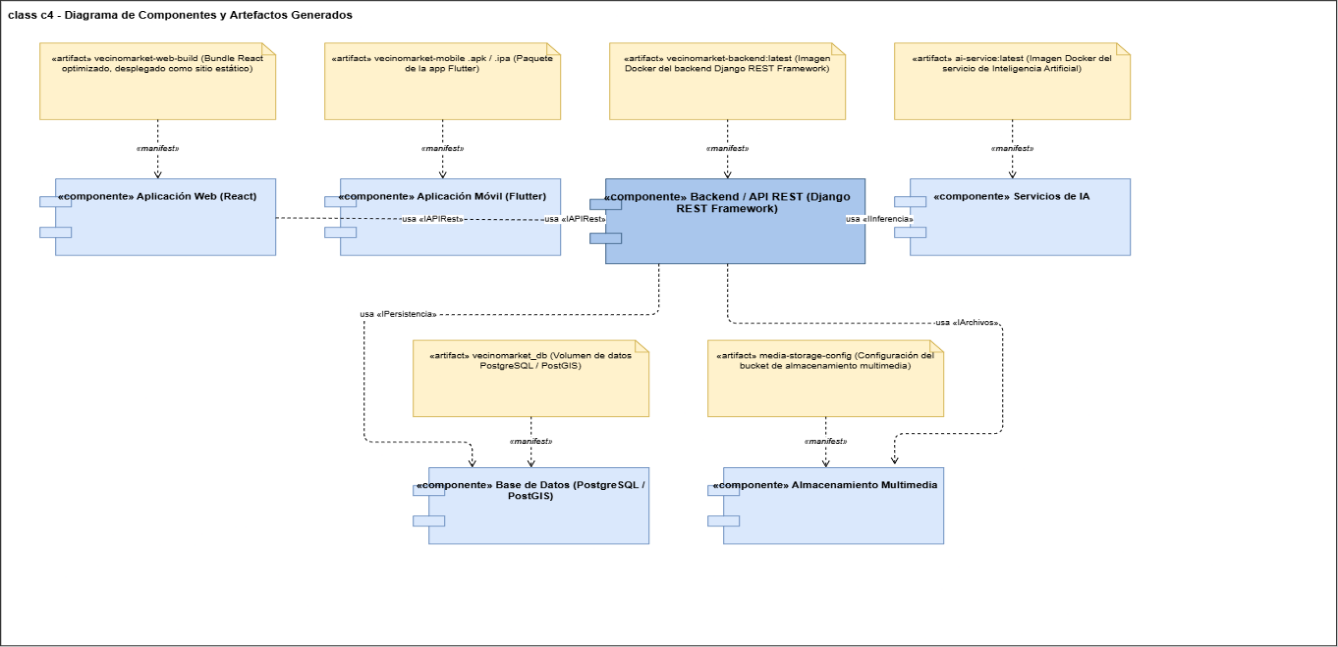 class c4 - Diagrama de Componentes y Artefactos Generados
«artifact» vecinomarket-web-build (Bundle React
optimizado, desplegado como sitio estático)
«artifact» vecinomarket-mobile .apk / .ipa (Paquete
de la app Flutter)
«artifact» vecinomarket-backend:latest (Imagen
Docker del backend Django REST Framework)
«artifact» ai-service:latest (Imagen Docker del
servicio de Inteligencia Artificial)
«manifest»
«manifest»
«manifest»
«manifest»
«componente» Aplicación Web (React)
«componente» Aplicación Móvil (Flutter)
«componente» Backend / API REST (Django
REST Framework)
«componente» Servicios de IA
usa «IAPIRest»
usa «IAPIRest»
usa «IInferencia»
usa «IPersistencia»
usa «IArchivos»
«artifact» vecinomarket_db (Volumen de datos
PostgreSQL / PostGIS)
«artifact» media-storage-config (Configuración del
bucket de almacenamiento multimedia)
«manifest»
«manifest»
«componente» Base de Datos (PostgreSQL /
PostGIS)
«componente» Almacenamiento Multimedia